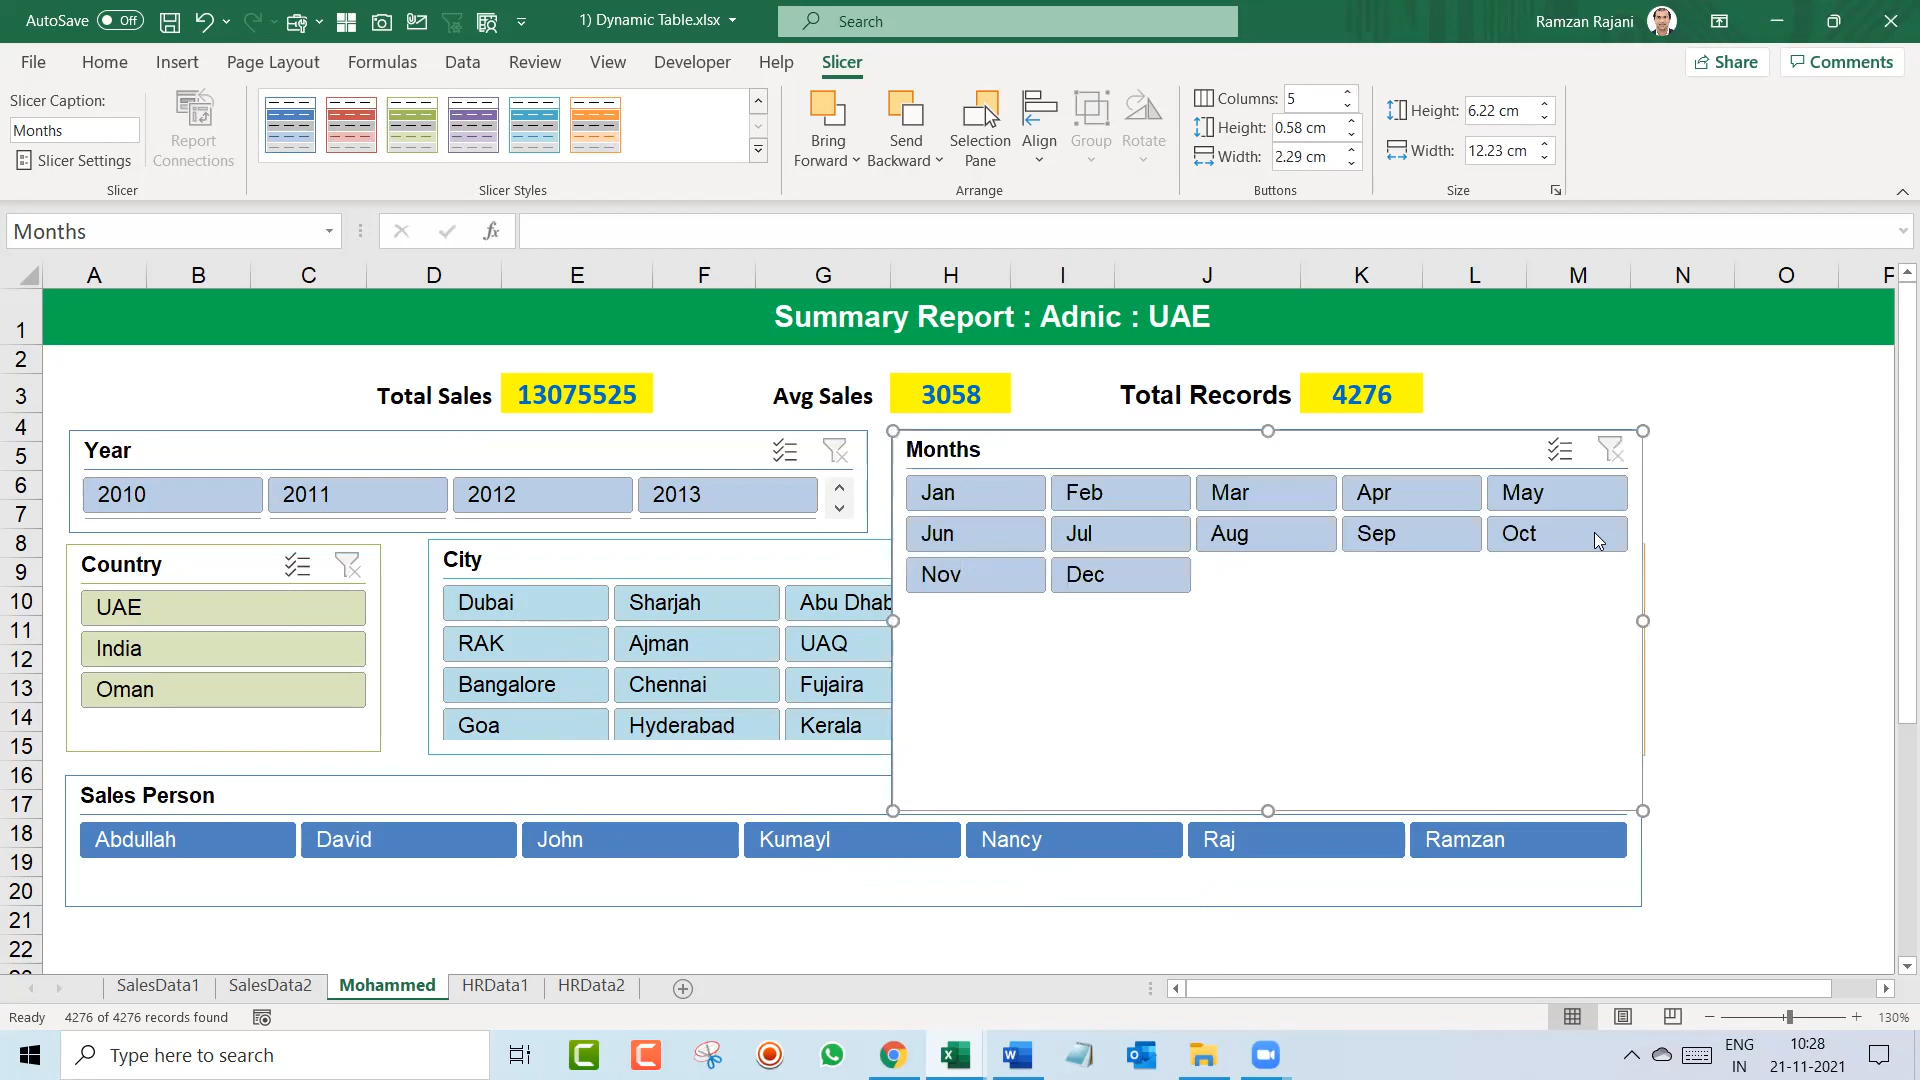 AutoSave Off
1) Dynamic Table.xlsx
Search
Ramzan Rajani
File Home Insert Page Layout Formulas Data Review View Developer Help Slicer Share Comments
Slicer Caption:
Months
Slicer Settings
Report
Connections
Slicer
Slicer Styles
Bring
Forward
Send
Backward
Selection
Pane
Align
Group
Rotate
Arrange
Columns: 5
Height: 0.58 cm
Width: 2.29 cm
Buttons
Height: 6.22 cm
Width: 12.23 cm
Size
Months
fx
A B C D E F G H I J K L M N O P
1
2
3
4
5
6
7
8
9
10
11
12
13
14
15
16
17
18
19
20
21
22
Summary Report : Adnic : UAE
Total Sales 13075525 Avg Sales 3058 Total Records 4276
Year
2010 2011 2012 2013
Months
Jan Feb Mar Apr May
Jun Jul Aug Sep Oct
Nov Dec
Country
UAE
India
Oman
City
Dubai Sharjah Abu Dhab
RAK Ajman UAQ
Bangalore Chennai Fujaira
Goa Hyderabad Kerala
Sales Person
Abdullah David John Kumayl Nancy Raj Ramzan
SalesData1 SalesData2 Mohammed HRData1 HRData2
Ready 4276 of 4276 records found
130%
Type here to search
ENG
IN
10:28
21-11-2021